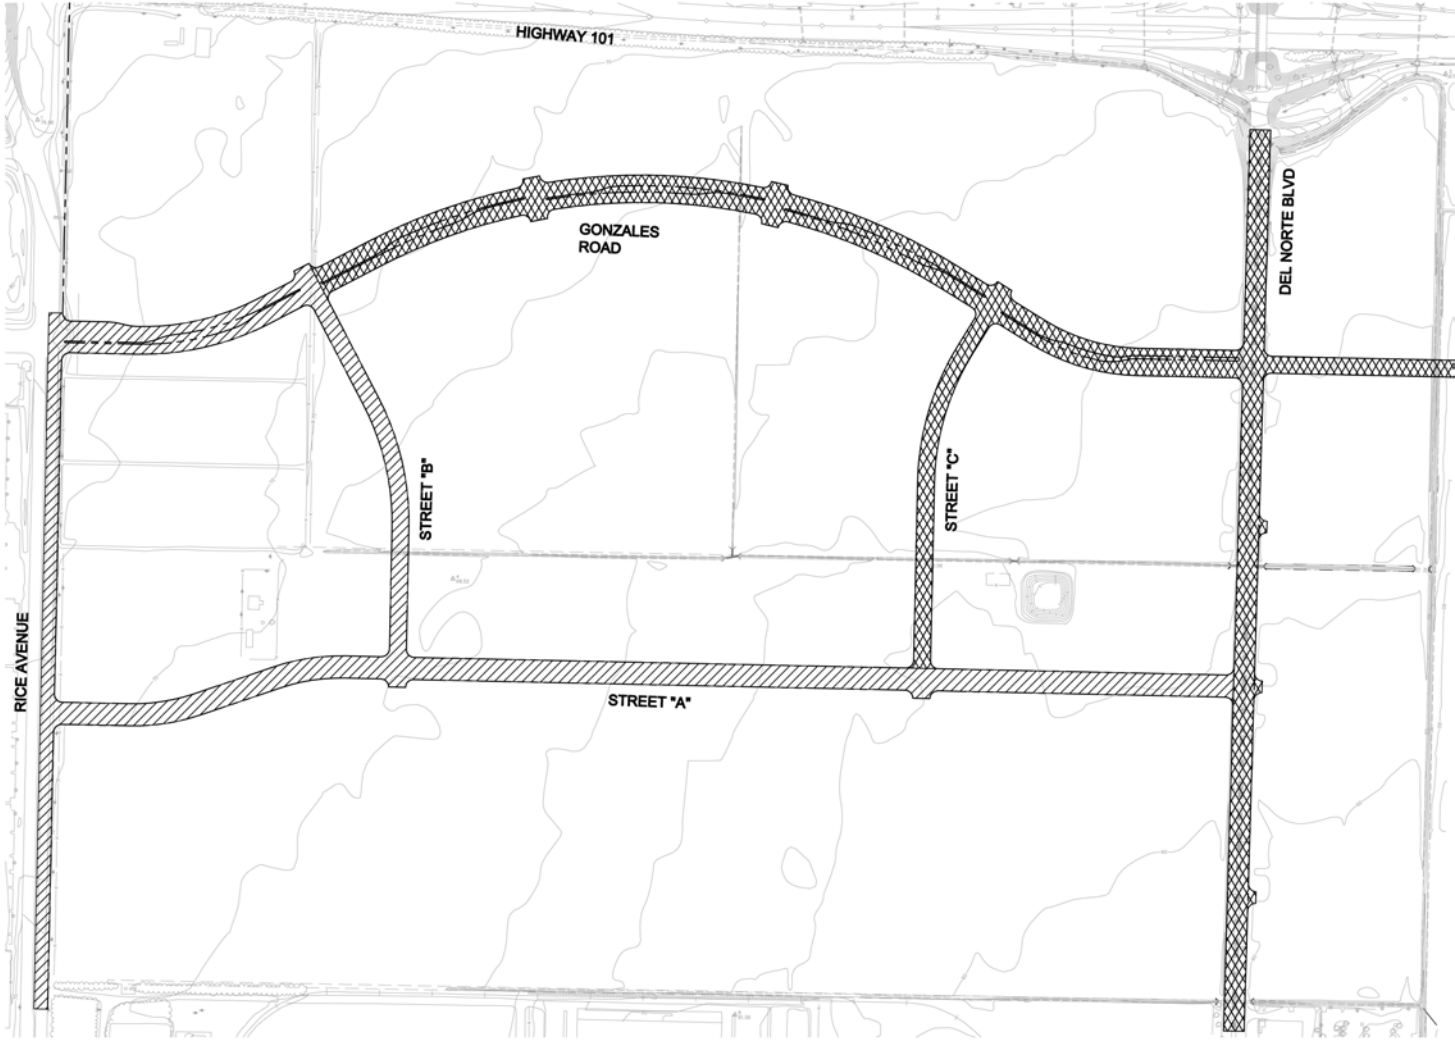 HIGHWAY 101
DEL NORTE BLVD
GONZALES
ROAD
STREET "B"
STREET "C"
RICE AVENUE
STREET "A"